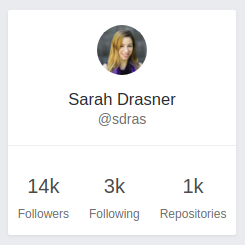 Sarah Drasner
@sdras
14k 3k 1k
Followers Following Repositories